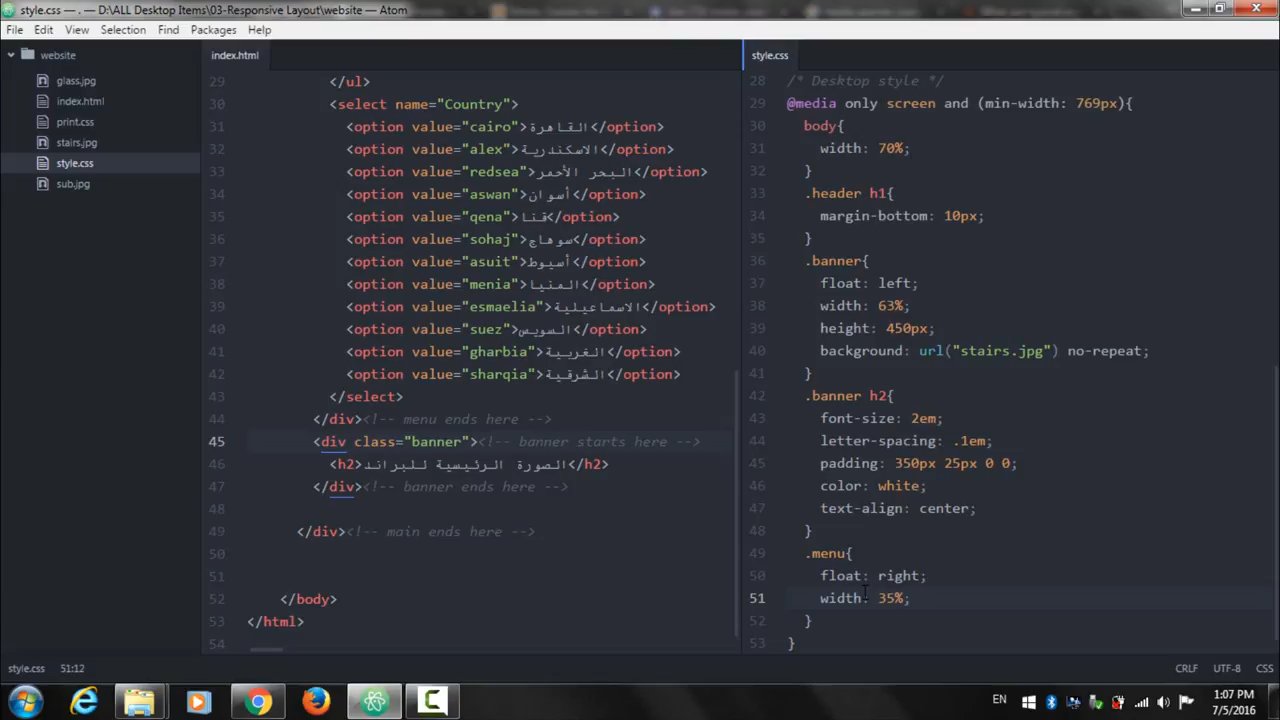 style.css — . — D:\ALL Desktop Items\03-Responsive Layout\website — Atom
File Edit View Selection Find Packages Help
website
glass.jpg
index.html
print.css
stairs.jpg
style.css
sub.jpg
index.html
29 </ul>
30 <select name="Country">
31 <option value="cairo">القاهرة</option>
32 <option value="alex">الاسكندرية</option>
33 <option value="redsea">البحر الأحمر</option>
34 <option value="aswan">أسوان</option>
35 <option value="qena">قنا</option>
36 <option value="sohaj">سوهاج</option>
37 <option value="asuit">أسيوط</option>
38 <option value="menia">المنيا</option>
39 <option value="esmaelia">الاسماعيلية</option>
40 <option value="suez">السويس</option>
41 <option value="gharbia">الغربية</option>
42 <option value="sharqia">الشرقية</option>
43 </select>
44 </div><!-- menu ends here -->
45 <div class="banner"><!-- banner starts here -->
46 <h2>الصورة الرئيسية للبراند</h2>
47 </div><!-- banner ends here -->
48
49 </div><!-- main ends here -->
50
51
52 </body>
53 </html>
54
style.css
28 /* Desktop style */
29 @media only screen and (min-width: 769px){
30 body{
31 width: 70%;
32 }
33 .header h1{
34 margin-bottom: 10px;
35 }
36 .banner{
37 float: left;
38 width: 63%;
39 height: 450px;
40 background: url("stairs.jpg") no-repeat;
41 }
42 .banner h2{
43 font-size: 2em;
44 letter-spacing: .1em;
45 padding: 350px 25px 0 0;
46 color: white;
47 text-align: center;
48 }
49 .menu{
50 float: right;
51 width: 35%;
52 }
53 }
style.css 51:12 CRLF UTF-8 CSS
EN 1:07 PM
7/5/2016